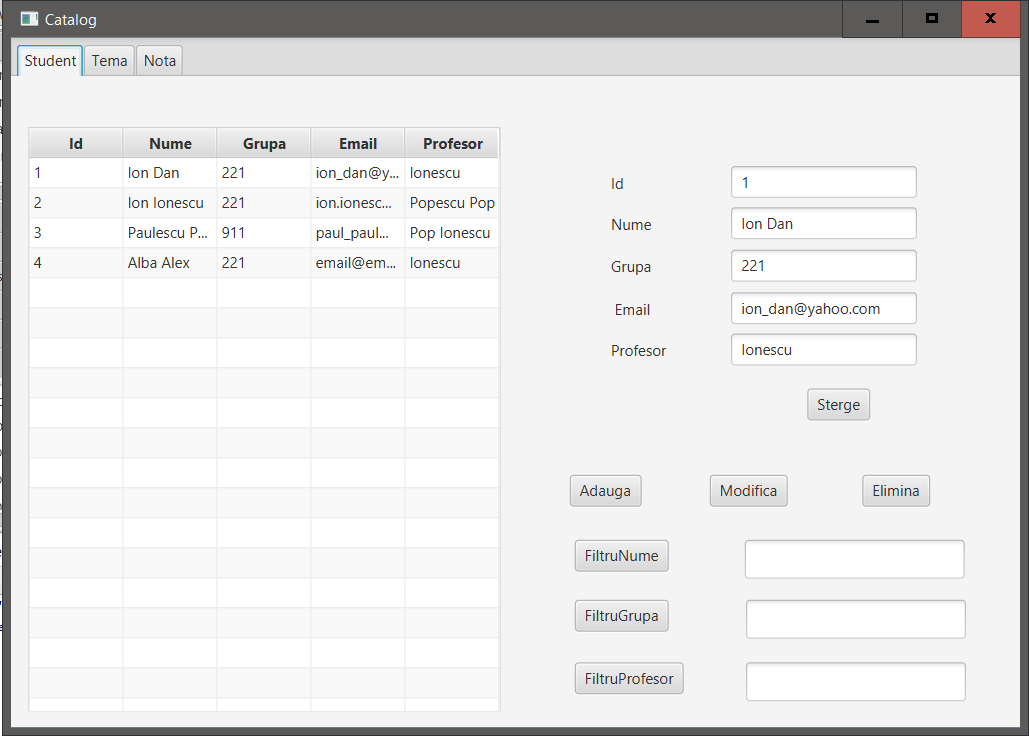 Catalog
Student Tema Nota
Id Nume Grupa Email Profesor
1 Ion Dan 221 ion_dan@y... Ionescu
2 Ion Ionescu 221 ion.ionesc... Popescu Pop
3 Paulescu P... 911 paul_paul... Pop Ionescu
4 Alba Alex 221 email@em... Ionescu
Id 1
Nume Ion Dan
Grupa 221
Email ion_dan@yahoo.com
Profesor Ionescu
Sterge
Adauga Modifica Elimina
FiltruNume
FiltruGrupa
FiltruProfesor